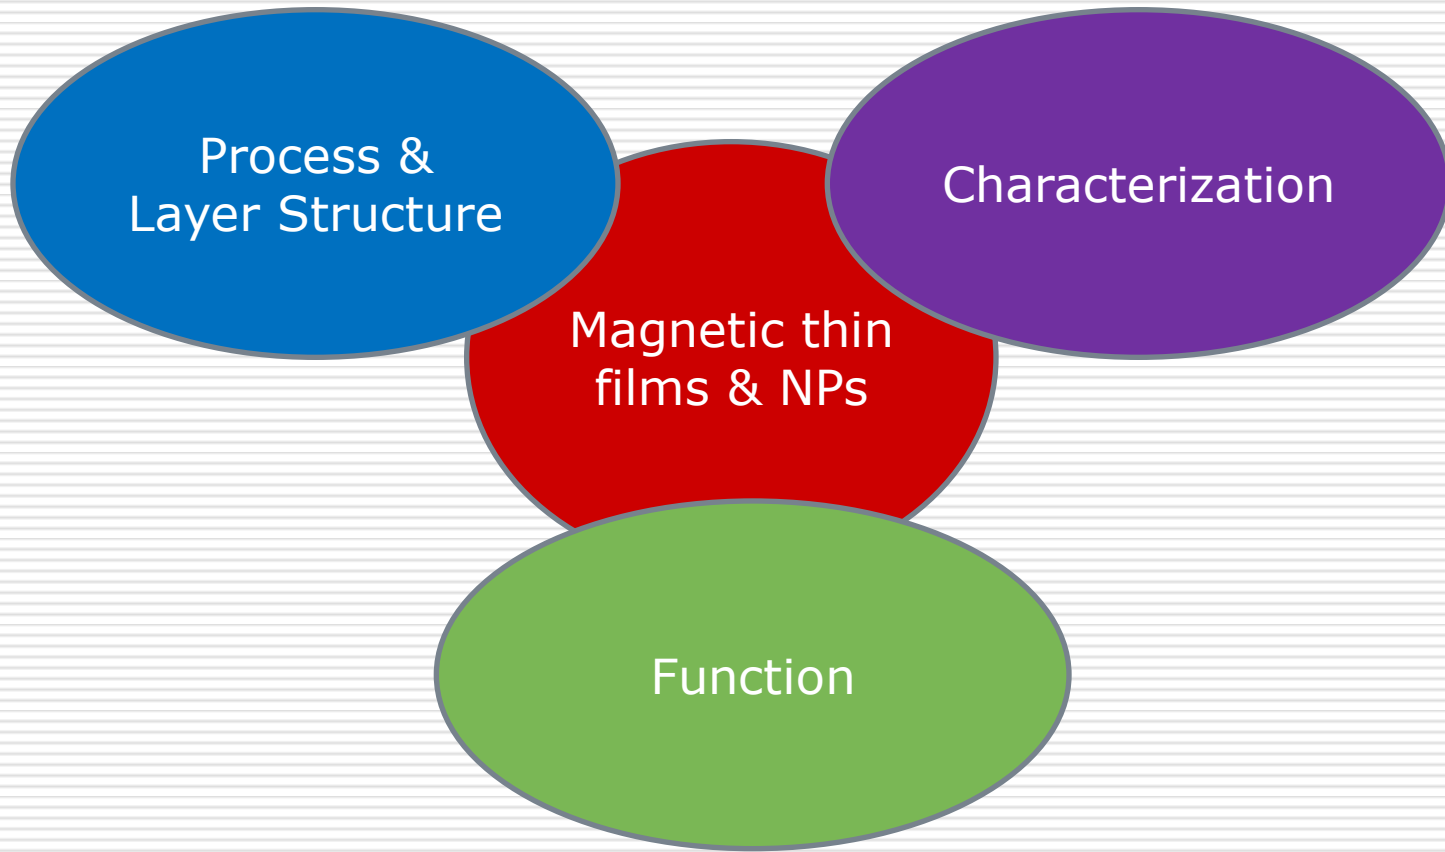 Process &
Layer Structure
Characterization
Magnetic thin
films & NPs
Function